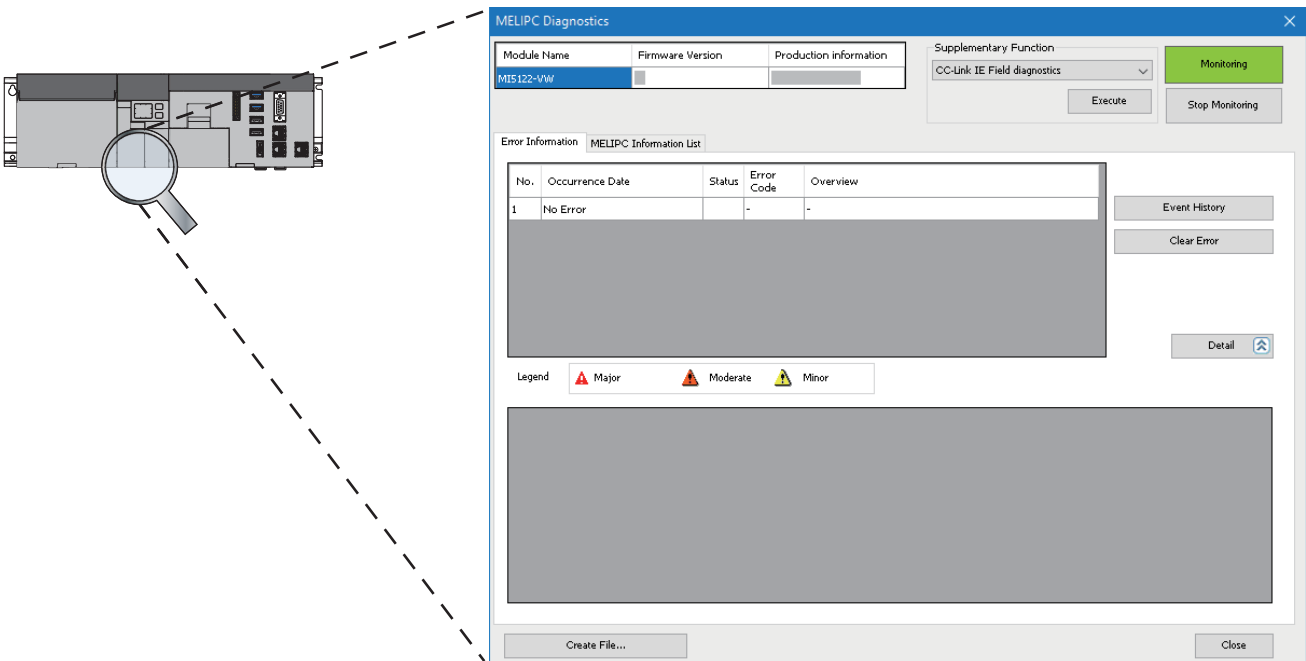 MELIPC Diagnostics
Module Name Firmware Version Production information
MI5122-VW
Supplementary Function
CC-Link IE Field diagnostics
Execute
Monitoring
Stop Monitoring
Error Information MELIPC Information List
No. Occurrence Date Status Error Code Overview
1 No Error - -
Event History
Clear Error
Detail
Legend Major Moderate Minor
Create File...
Close